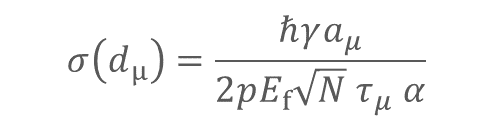 σ(d_μ) = ħγa_μ / (2pE_f√N τ_μ α)